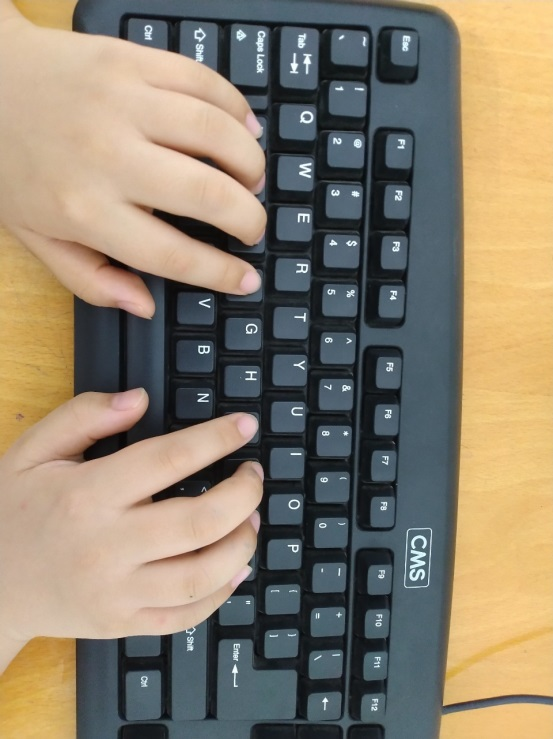 Esc F1 F2 F3 F4 F5 F6 F7 F8 F9 F10 F11 F12
CMS
~ ` ! 1 @ 2 # 3 $ 4 % 5 ^ 6 & 7 * 8 ( 9 ) 0 _ - + = | \ ←
Tab Q W E R T Y U I O P { [ } ]
Caps Lock G H " ' Enter
Shift V B N < , Shift
Ctrl Ctrl